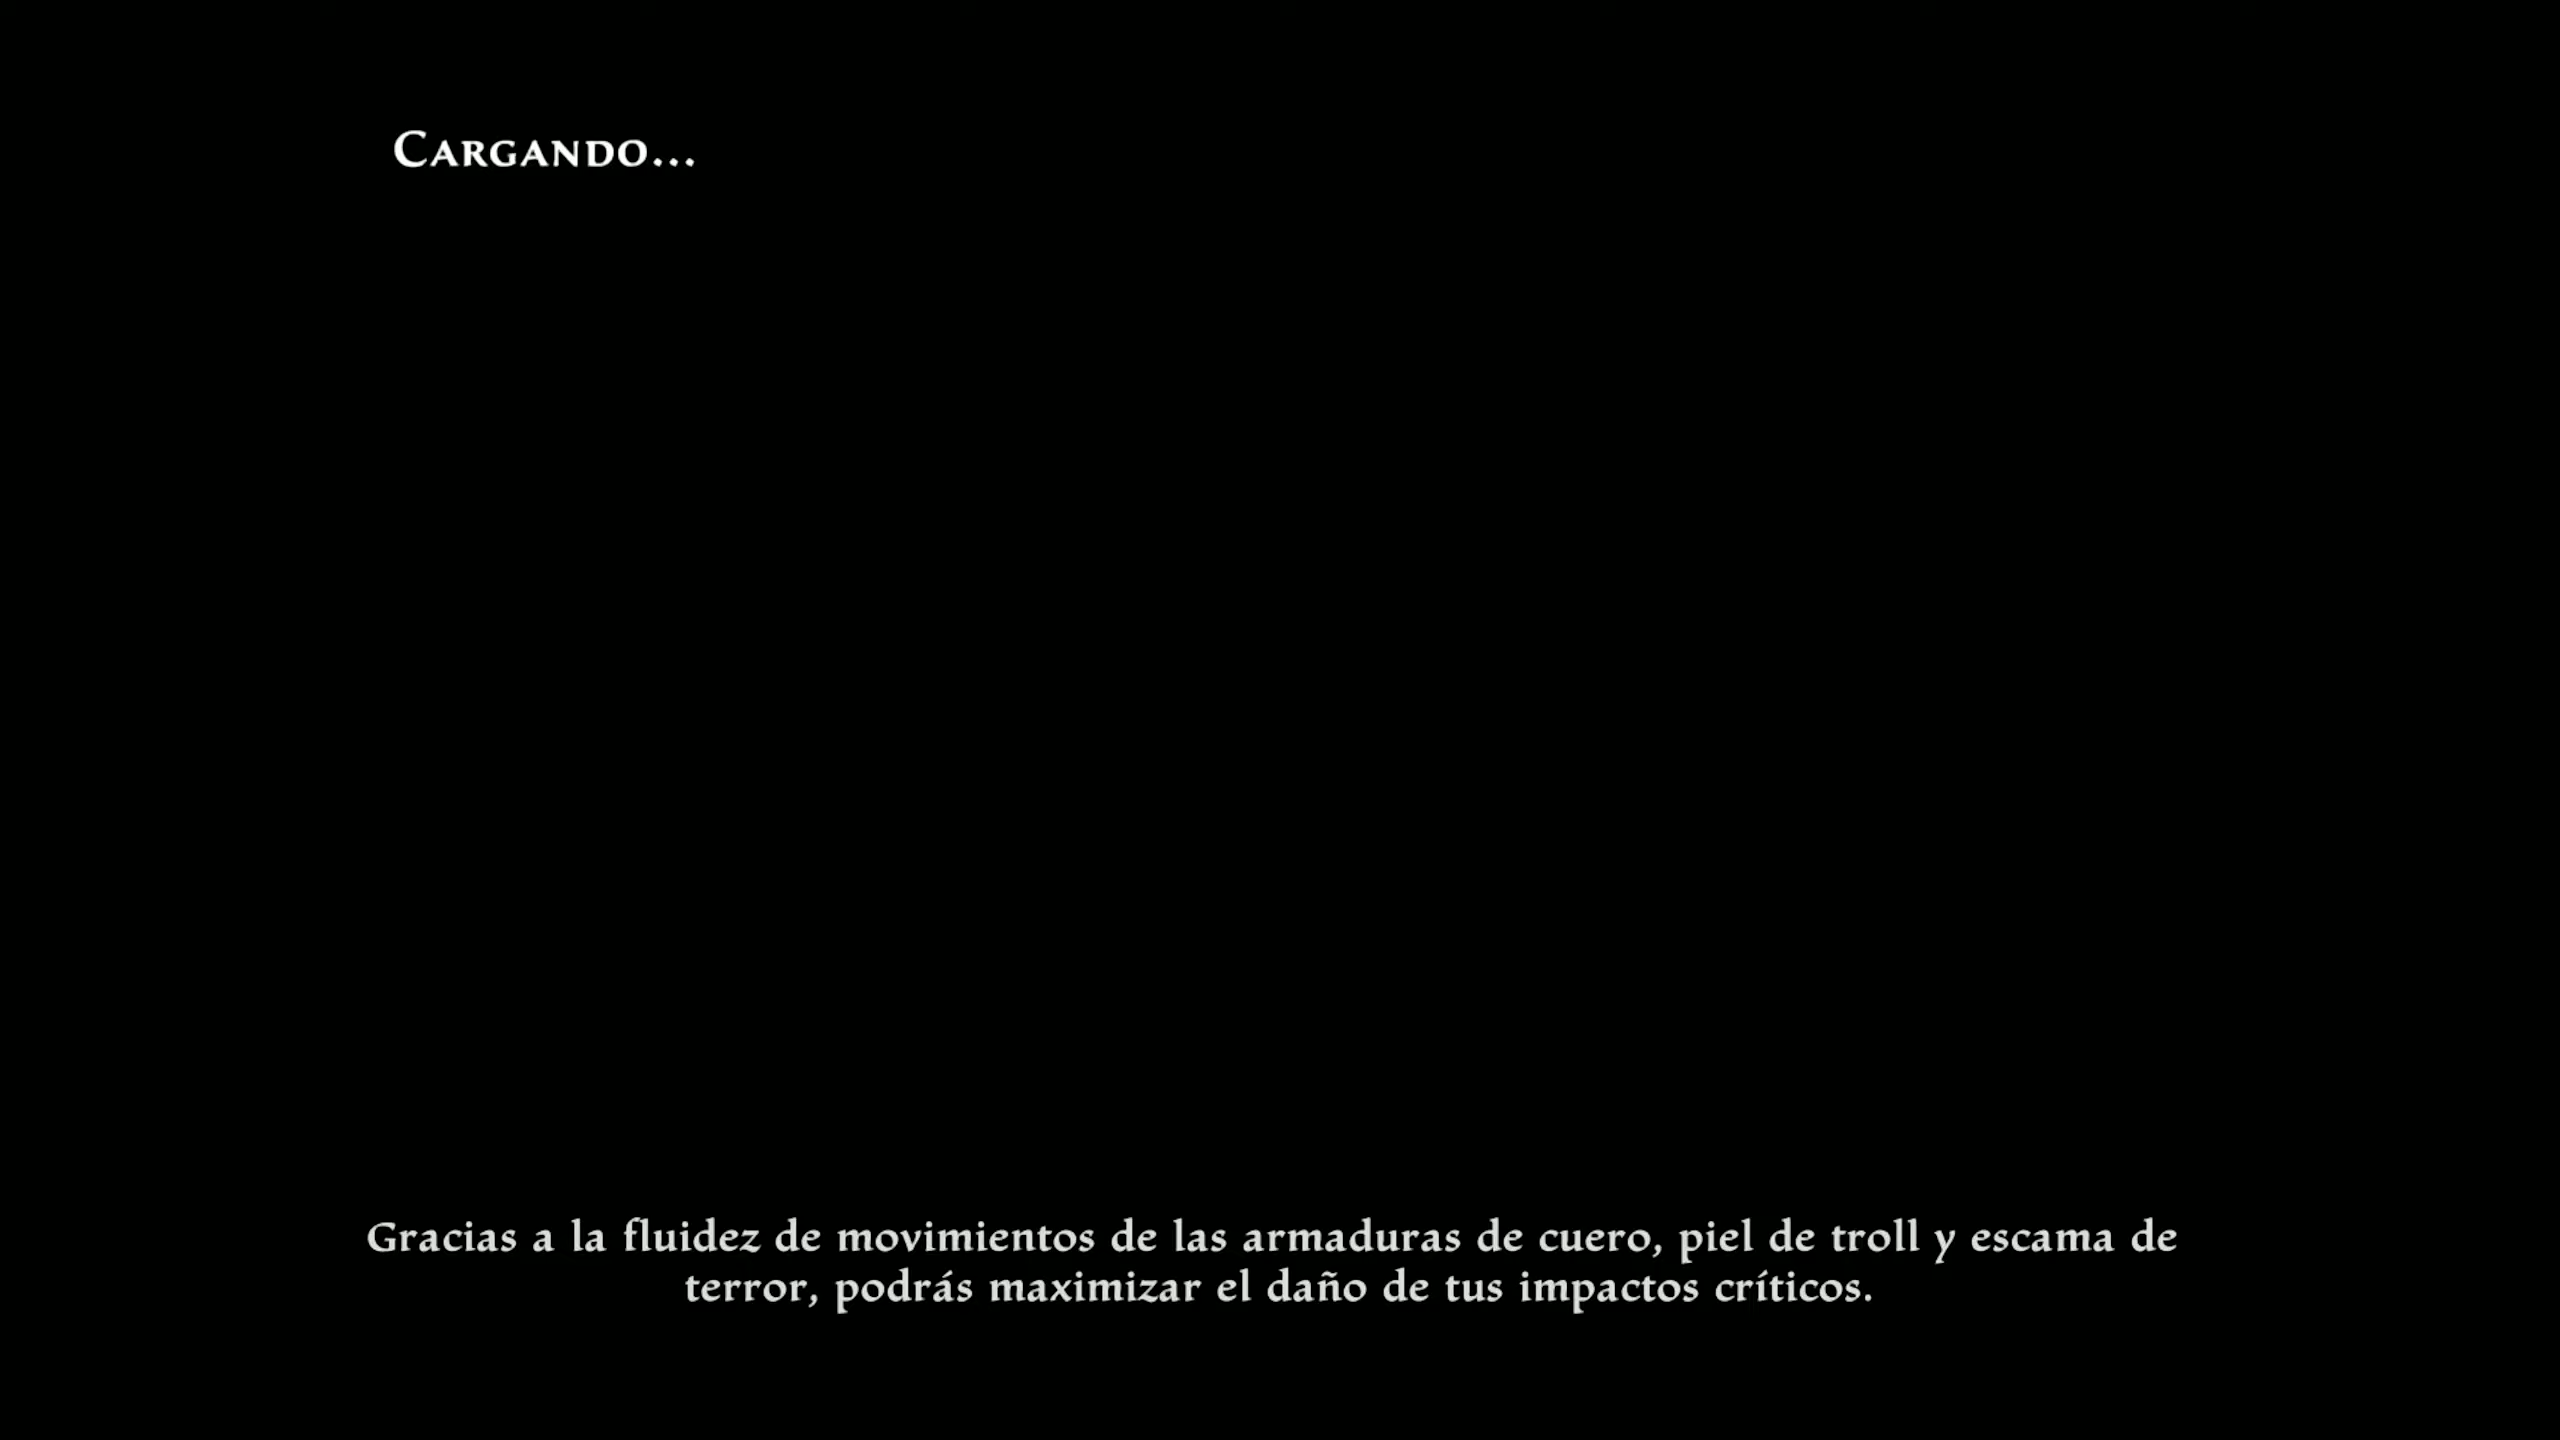 Cargando...
Gracias a la fluidez de movimientos de las armaduras de cuero, piel de troll y escama de
terror, podrás maximizar el daño de tus impactos críticos.